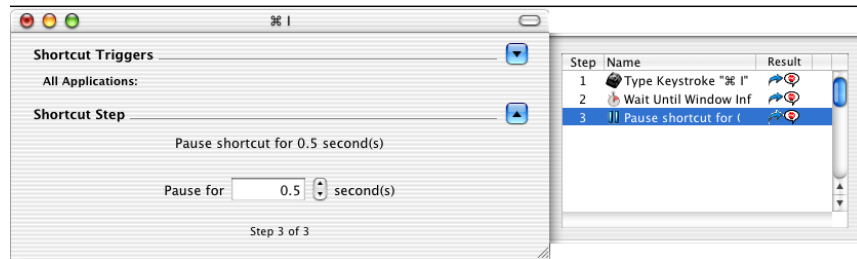 ⌘ I
Shortcut Triggers
All Applications:
Shortcut Step
Pause shortcut for 0.5 second(s)
Pause for 0.5 second(s)
Step 3 of 3
Step Name Result
1 Type Keystroke "⌘ I"
2 Wait Until Window Inf
3 Pause shortcut for (